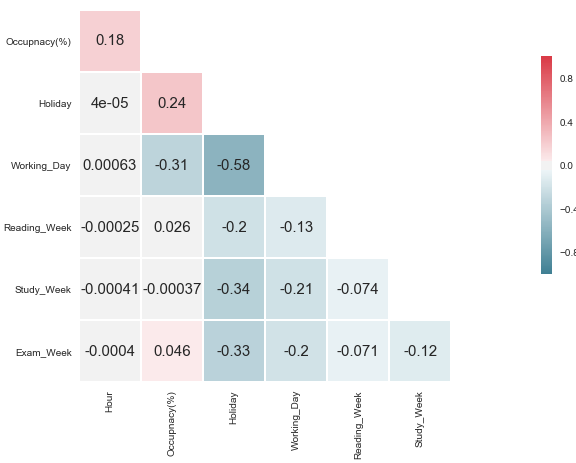 Occupnacy(%) 0.18
Holiday 4e-05 0.24
Working_Day 0.00063 -0.31 -0.58
Reading_Week -0.00025 0.026 -0.2 -0.13
Study_Week -0.00041 -0.00037 -0.34 -0.21 -0.074
Exam_Week -0.0004 0.046 -0.33 -0.2 -0.071 -0.12
Hour Occupnacy(%) Holiday Working_Day Reading_Week Study_Week
0.8
0.4
0.0
−0.4
−0.8